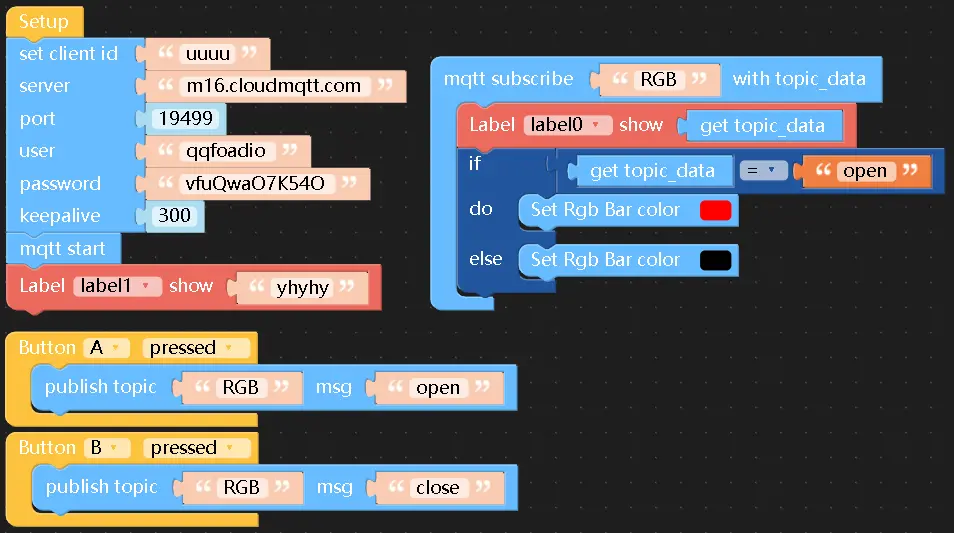 Setup
set client id “ uuuu ”
server “ m16.cloudmqtt.com ”
port 19499
user “ qqfoadio ”
password “ vfuQwaO7K54O ”
keepalive 300
mqtt start
Label label1 show “ yhyhy ”
mqtt subscribe “ RGB ” with topic_data
Label label0 show get topic_data
if get topic_data = “ open ”
do Set Rgb Bar color
else Set Rgb Bar color
Button A pressed
publish topic “ RGB ” msg “ open ”
Button B pressed
publish topic “ RGB ” msg “ close ”